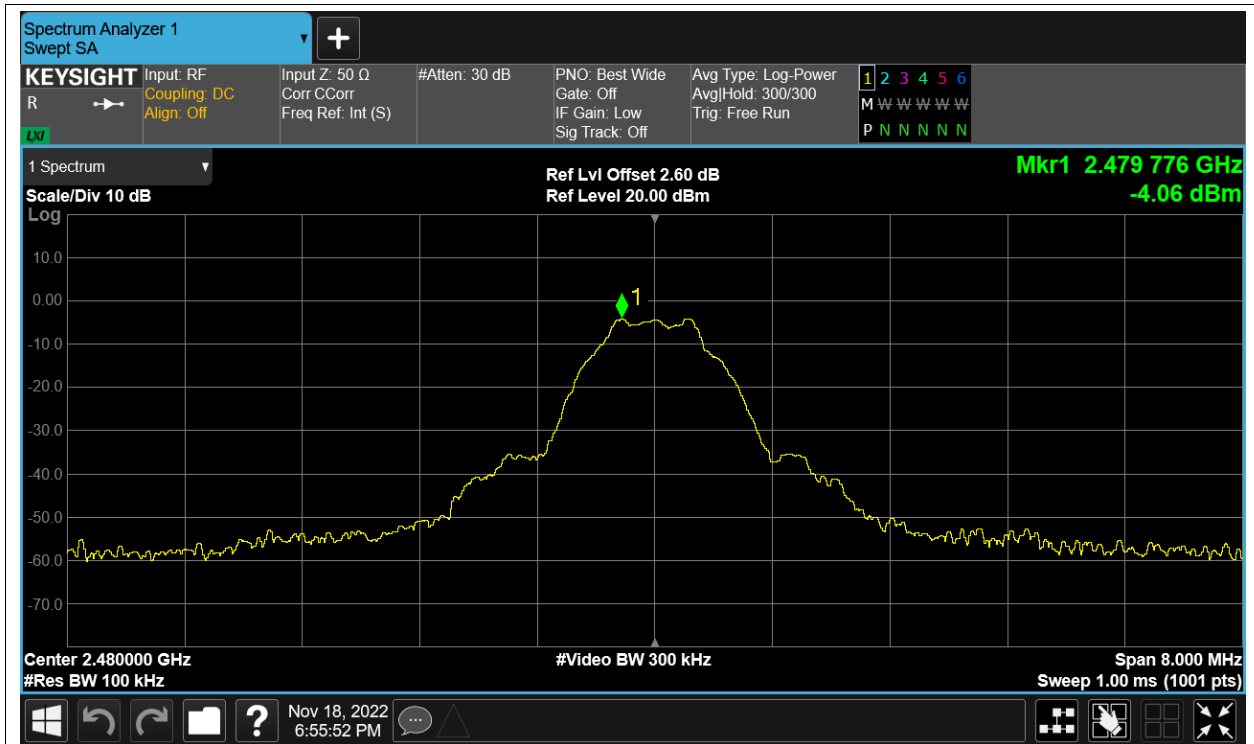 Spectrum Analyzer 1
Swept SA
+
KEYSIGHT
R
LXI
Input: RF
Coupling: DC
Align: Off
Input Z: 50 Ω
Corr CCorr
Freq Ref: Int (S)
#Atten: 30 dB
PNO: Best Wide
Gate: Off
IF Gain: Low
Sig Track: Off
Avg Type: Log-Power
Avg|Hold: 300/300
Trig: Free Run
1 2 3 4 5 6
M W W W W W
P N N N N N
1 Spectrum
Scale/Div 10 dB
Log
Ref Lvl Offset 2.60 dB
Ref Level 20.00 dBm
Mkr1 2.479 776 GHz
-4.06 dBm
10.0
0.00
1
-10.0
-20.0
-30.0
-40.0
-50.0
-60.0
-70.0
Center 2.480000 GHz
#Res BW 100 kHz
#Video BW 300 kHz
Span 8.000 MHz
Sweep 1.00 ms (1001 pts)
?
Nov 18, 2022
6:55:52 PM